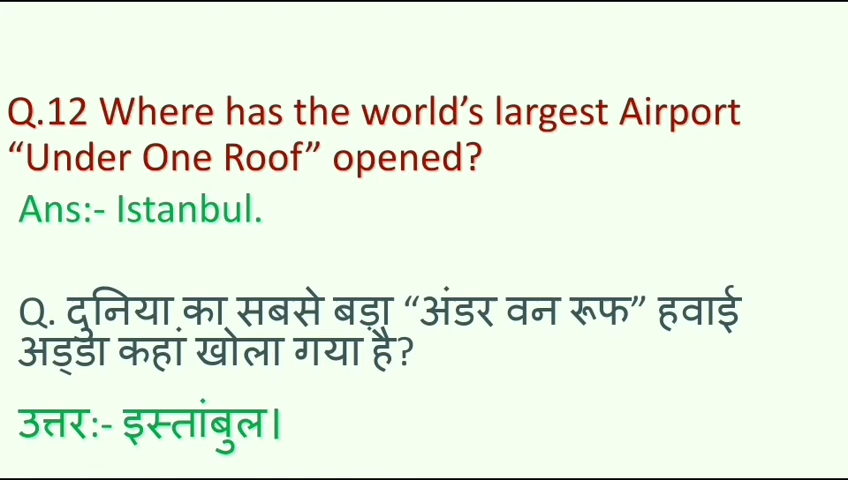 Q.12 Where has the world’s largest Airport
“Under One Roof” opened?
Ans:- Istanbul.
Q. दुनिया का सबसे बड़ा “अंडर वन रूफ” हवाई
अड्डा कहां खोला गया है?
उत्तर:- इस्तांबुल।